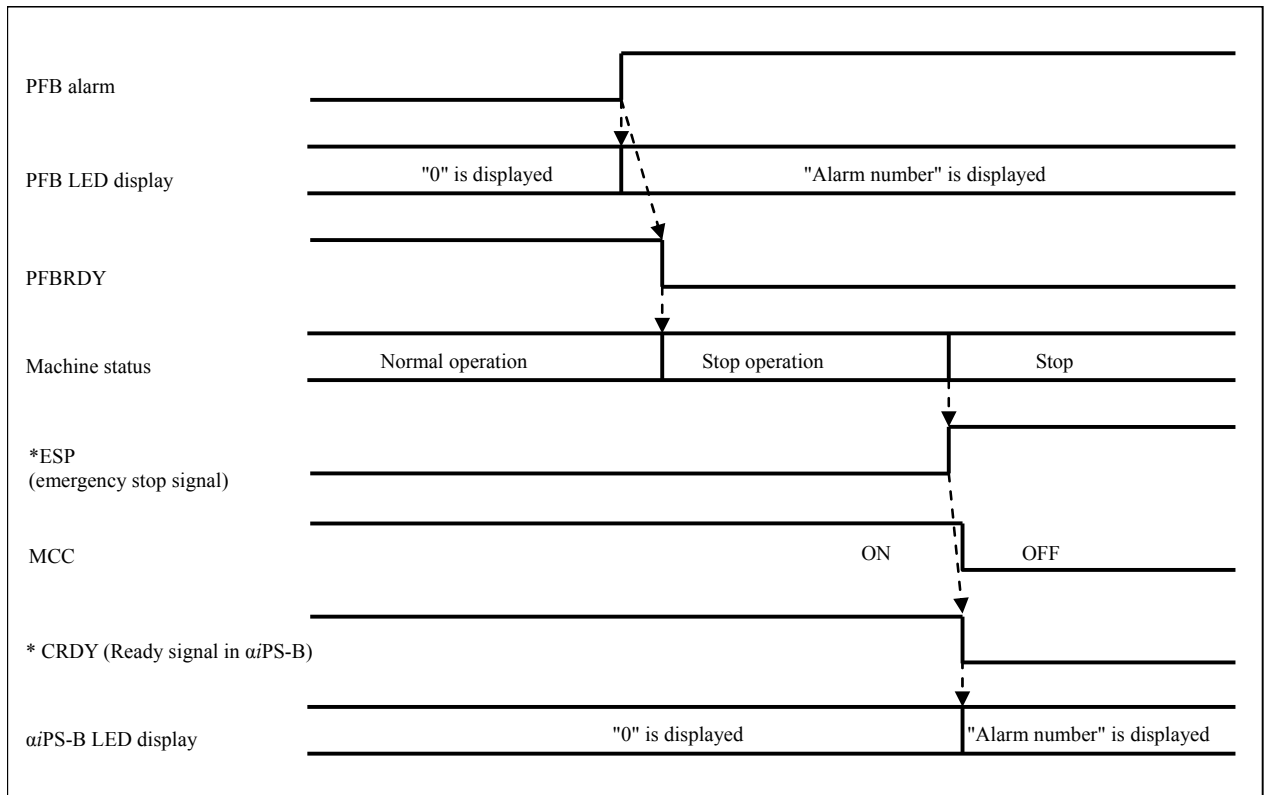 PFB alarm
PFB LED display
"0" is displayed
"Alarm number" is displayed
PFBRDY
Machine status
Normal operation
Stop operation
Stop
*ESP
(emergency stop signal)
MCC
ON
OFF
* CRDY (Ready signal in αiPS-B)
αiPS-B LED display
"0" is displayed
"Alarm number" is displayed